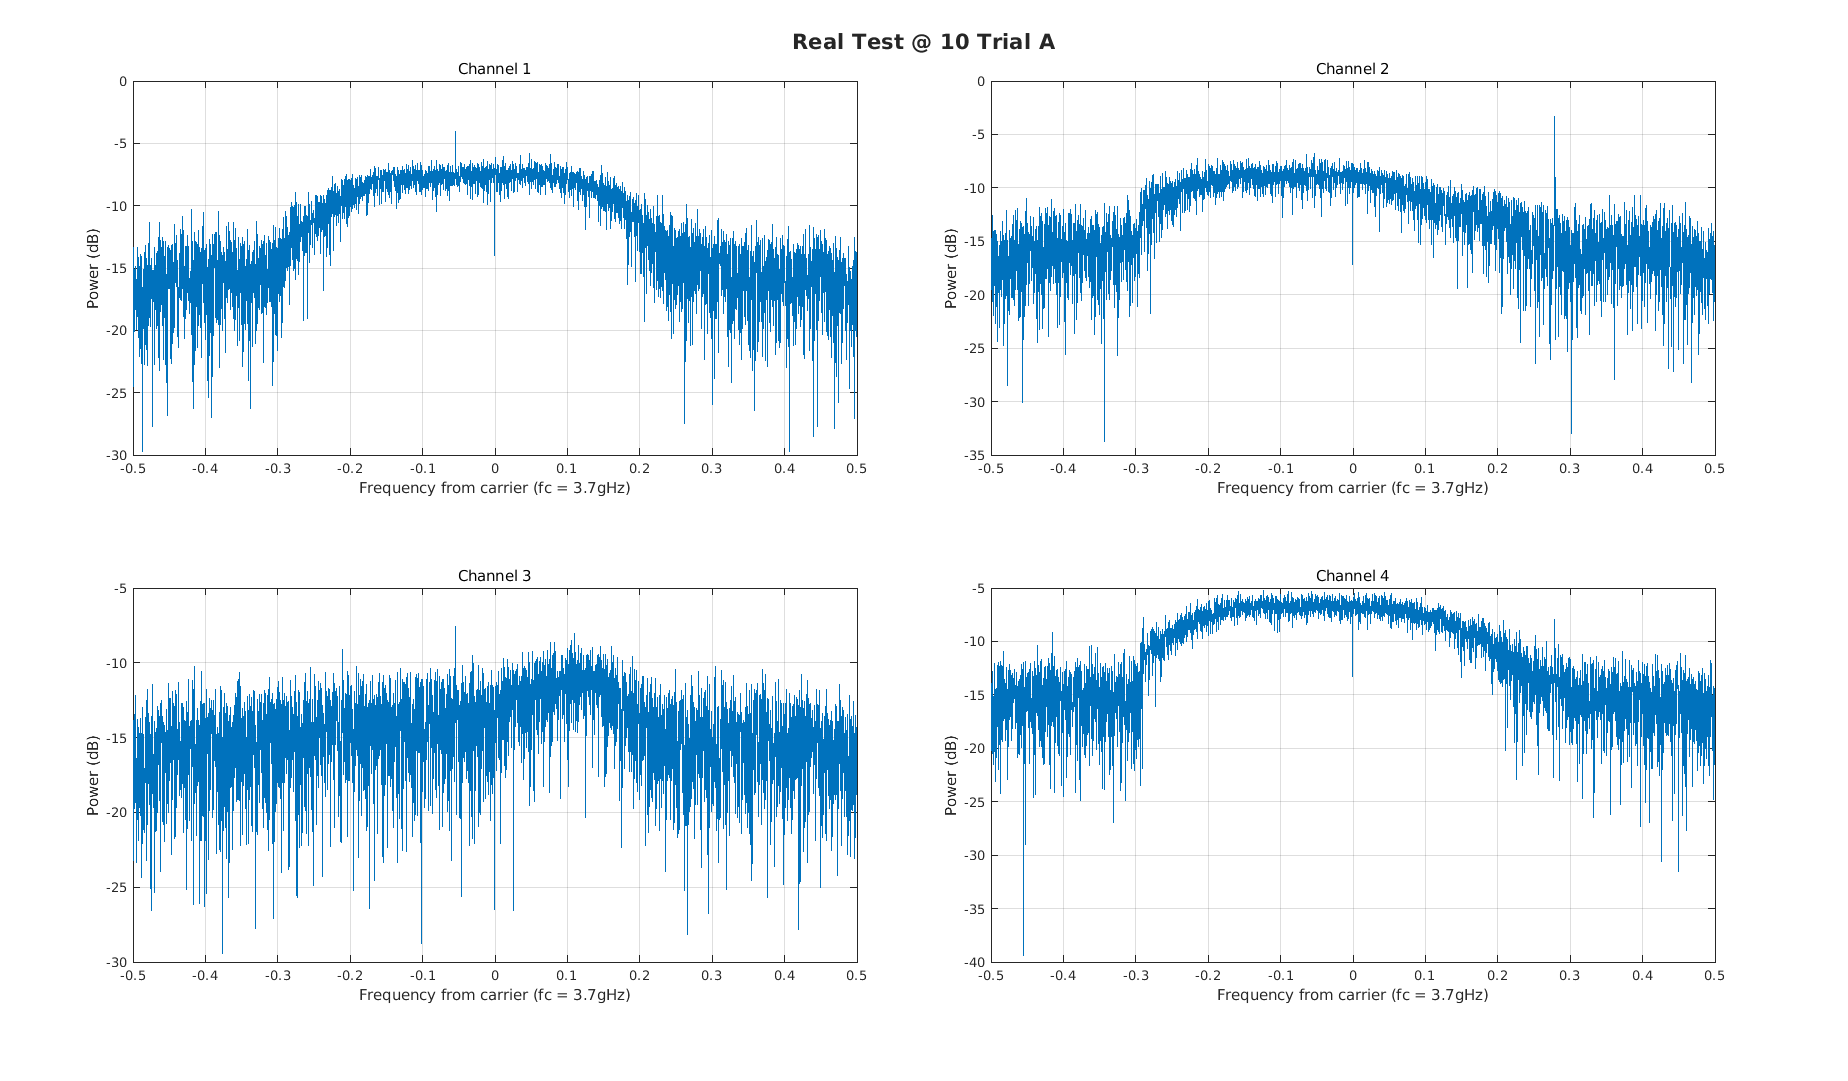 Real Test @ 10 Trial A
Channel 1
0
-5
-10
-15
-20
-25
-30
Power (dB)
-0.5 -0.4 -0.3 -0.2 -0.1 0 0.1 0.2 0.3 0.4 0.5
Frequency from carrier (fc = 3.7gHz)
Channel 2
0
-5
-10
-15
-20
-25
-30
-35
Power (dB)
-0.5 -0.4 -0.3 -0.2 -0.1 0 0.1 0.2 0.3 0.4 0.5
Frequency from carrier (fc = 3.7gHz)
Channel 3
-5
-10
-15
-20
-25
-30
Power (dB)
-0.5 -0.4 -0.3 -0.2 -0.1 0 0.1 0.2 0.3 0.4 0.5
Frequency from carrier (fc = 3.7gHz)
Channel 4
-5
-10
-15
-20
-25
-30
-35
-40
Power (dB)
-0.5 -0.4 -0.3 -0.2 -0.1 0 0.1 0.2 0.3 0.4 0.5
Frequency from carrier (fc = 3.7gHz)